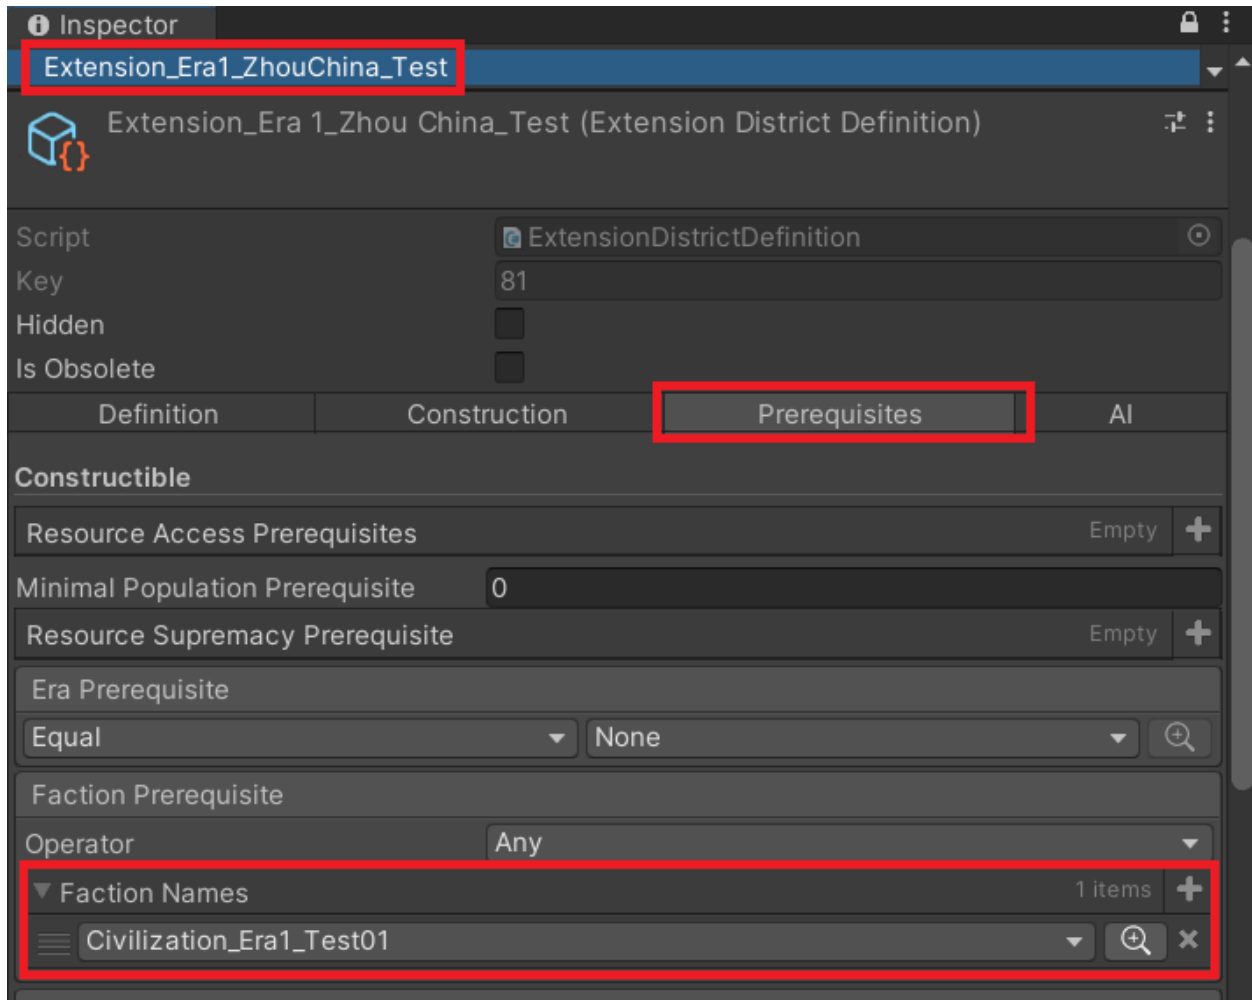 Inspector
Extension_Era1_ZhouChina_Test
Extension_Era 1_Zhou China_Test (Extension District Definition)
Script ExtensionDistrictDefinition
Key 81
Hidden
Is Obsolete
Definition Construction Prerequisites AI
Constructible
Resource Access Prerequisites Empty
Minimal Population Prerequisite 0
Resource Supremacy Prerequisite Empty
Era Prerequisite
Equal None
Faction Prerequisite
Operator Any
Faction Names 1 items
Civilization_Era1_Test01